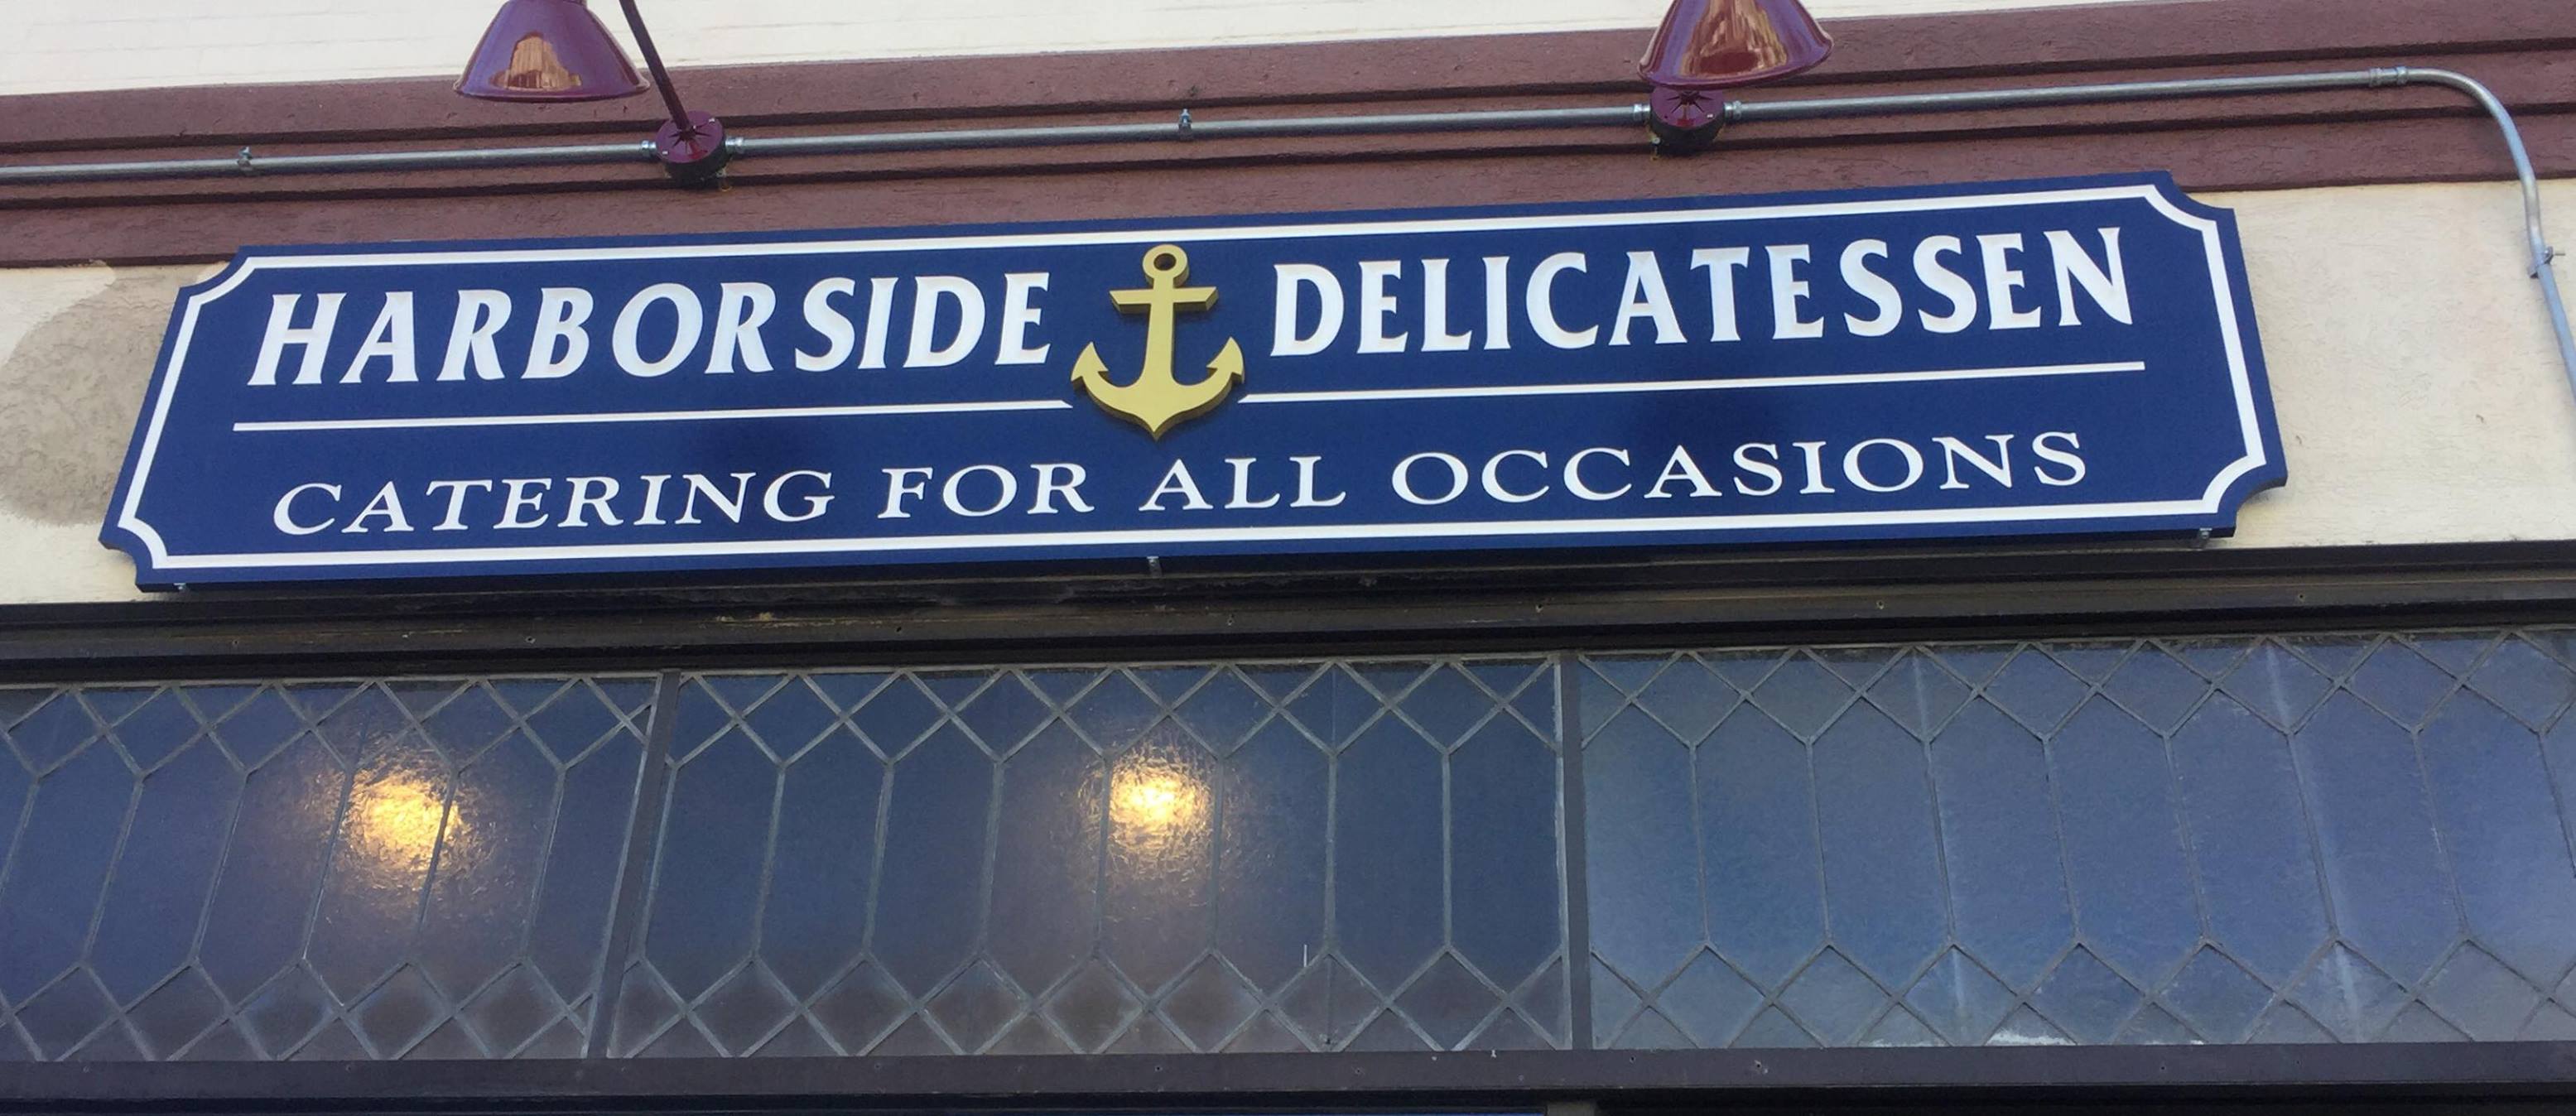 HARBORSIDE DELICATESSEN
CATERING FOR ALL OCCASIONS